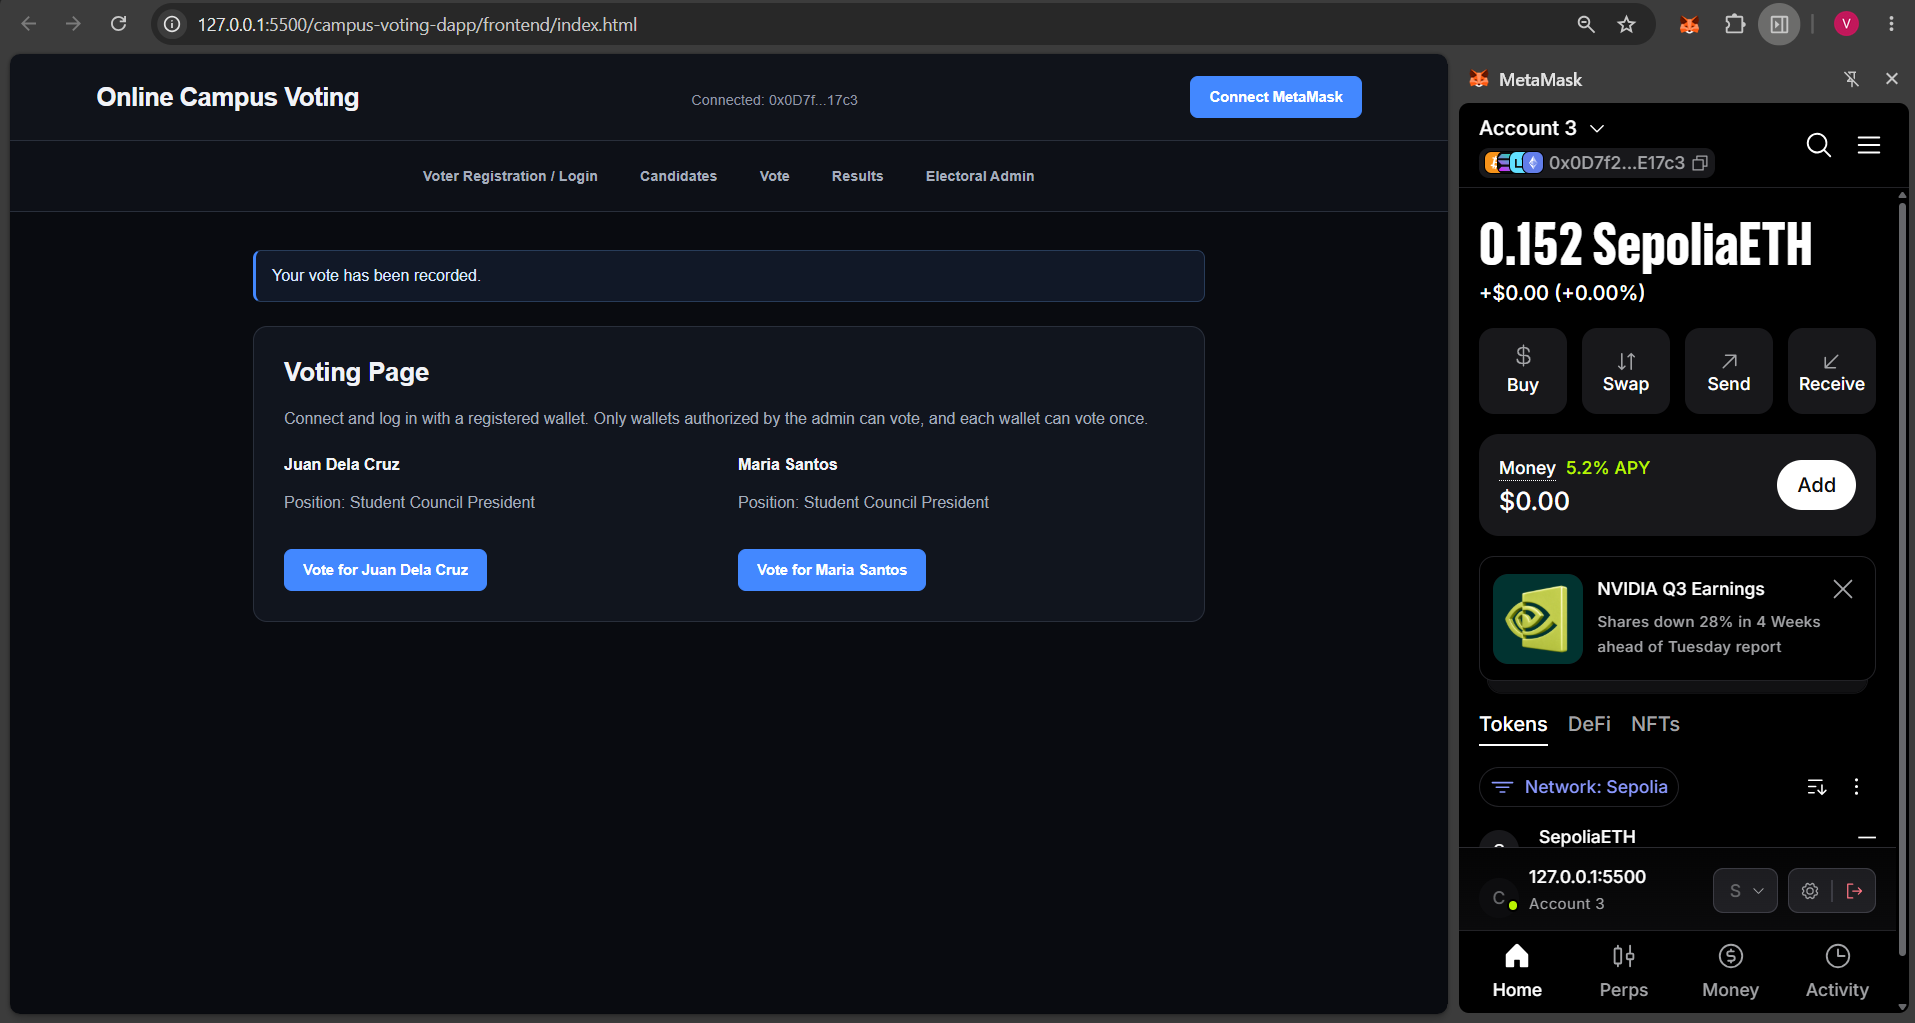 127.0.0.1:5500/campus-voting-dapp/frontend/index.html
V
Online Campus Voting
Connected: 0x0D7f...17c3
Connect MetaMask
Voter Registration / Login
Candidates
Vote
Results
Electoral Admin
Your vote has been recorded.
Voting Page
Connect and log in with a registered wallet. Only wallets authorized by the admin can vote, and each wallet can vote once.
Juan Dela Cruz
Position: Student Council President
Vote for Juan Dela Cruz
Maria Santos
Position: Student Council President
Vote for Maria Santos
MetaMask
Account 3
0x0D7f2...E17c3
0.152 SepoliaETH
+$0.00 (+0.00%)
Buy
Swap
Send
Receive
Money 5.2% APY
$0.00
Add
NVIDIA Q3 Earnings
Shares down 28% in 4 Weeks
ahead of Tuesday report
Tokens
DeFi
NFTs
Network: Sepolia
SepoliaETH
C
127.0.0.1:5500
Account 3
S
Home
Perps
Money
Activity